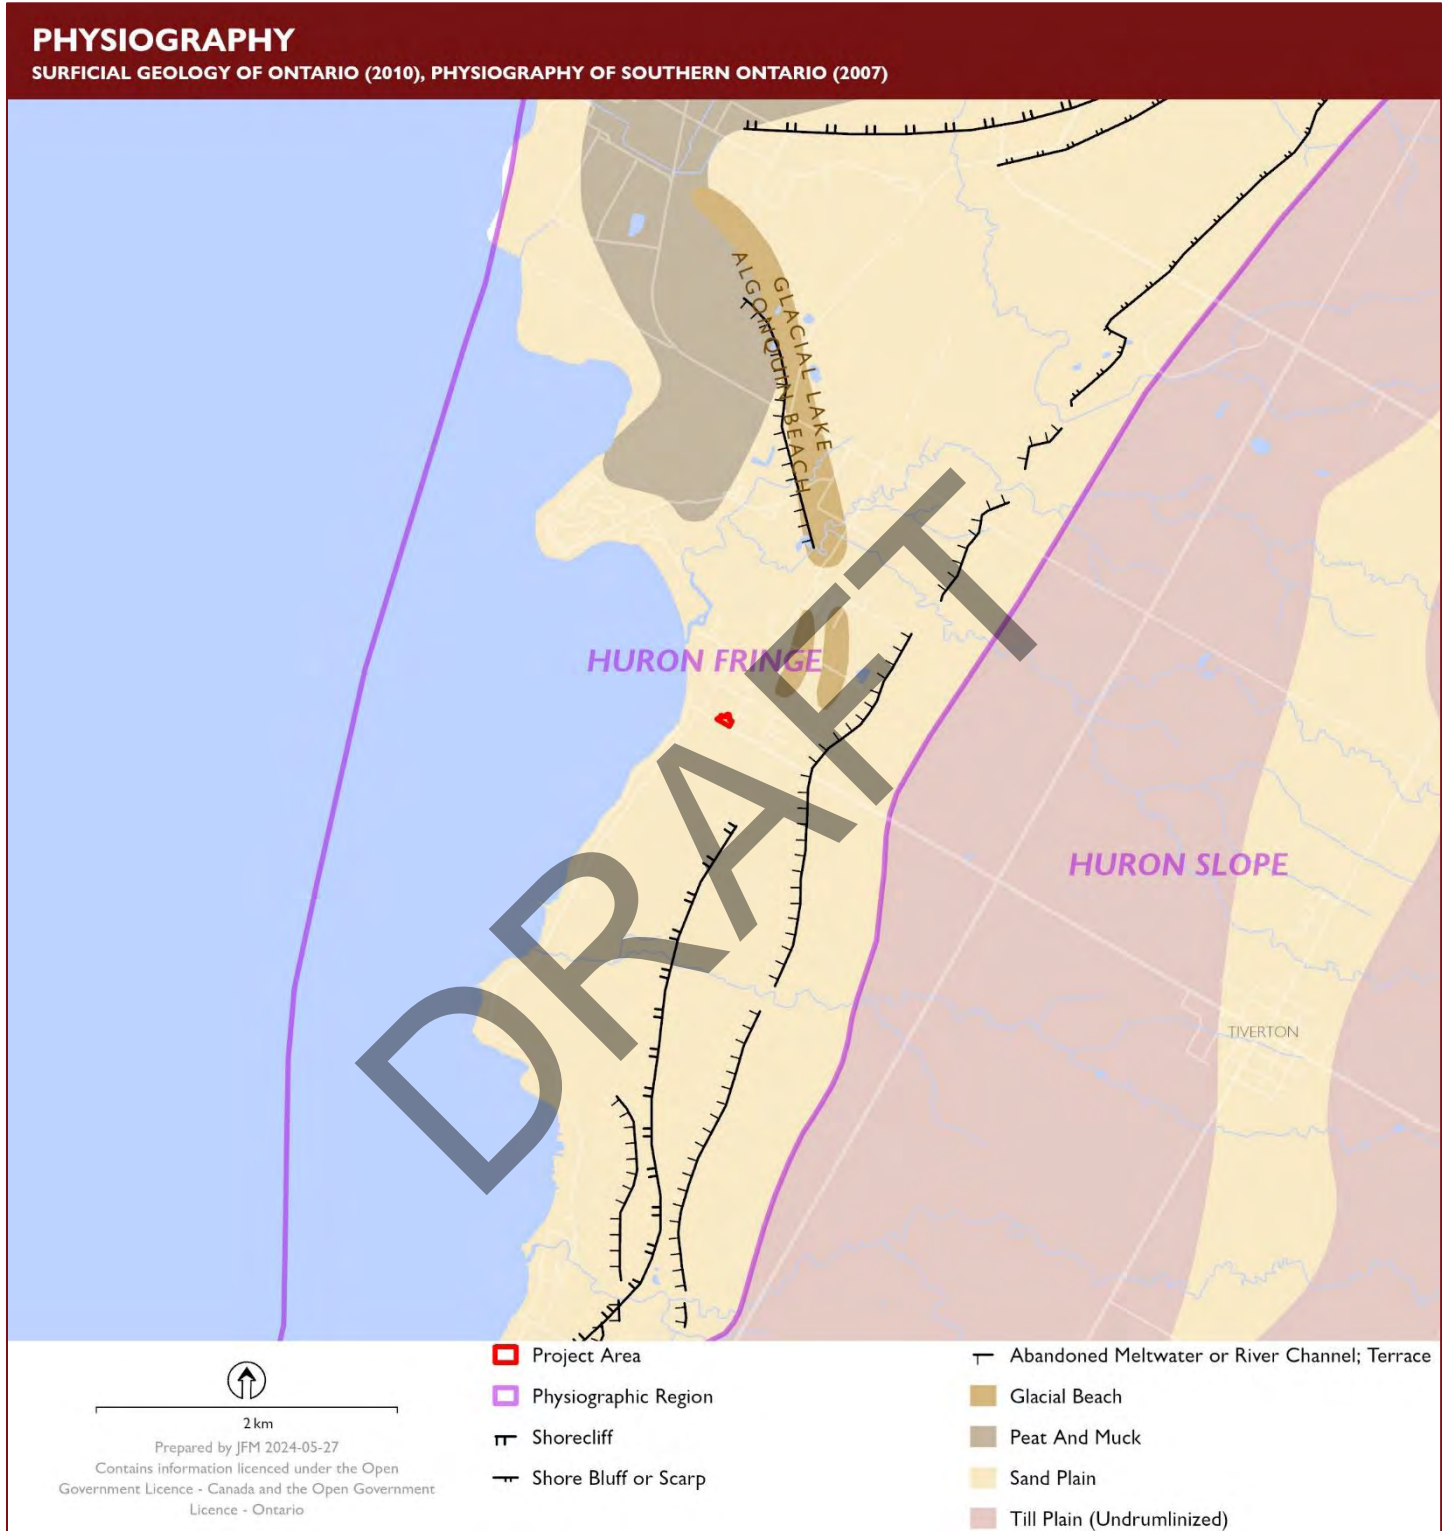 PHYSIOGRAPHY
SURFICIAL GEOLOGY OF ONTARIO (2010), PHYSIOGRAPHY OF SOUTHERN ONTARIO (2007)
GLACIAL LAKE
ALGONQUIN BEACH
HURON FRINGE
HURON SLOPE
TIVERTON
DRAFT
2 km
Prepared by JFM 2024-05-27
Contains information licenced under the Open
Government Licence - Canada and the Open Government
Licence - Ontario
Project Area
Physiographic Region
Shorecliff
Shore Bluff or Scarp
Abandoned Meltwater or River Channel; Terrace
Glacial Beach
Peat And Muck
Sand Plain
Till Plain (Undrumlinized)